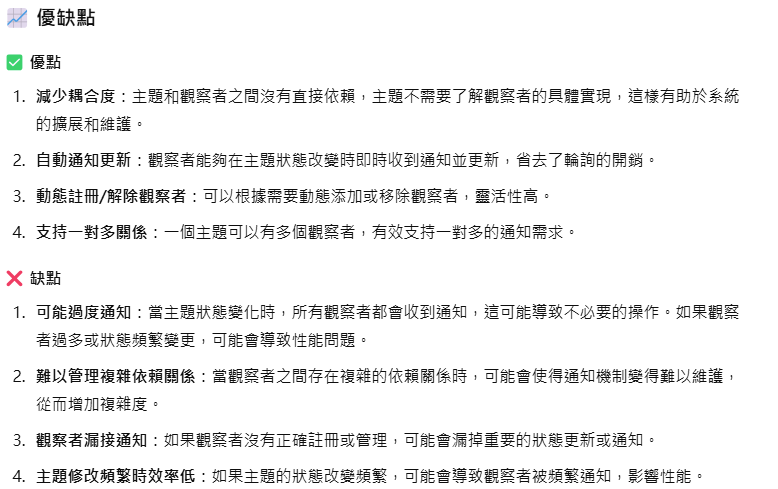 📈 優缺點
✅ 優點
1. 減少耦合度：主題和觀察者之間沒有直接依賴，主題不需要了解觀察者的具體實現，這樣有助於系統
的擴展和維護。
2. 自動通知更新：觀察者能夠在主題狀態改變時即時收到通知並更新，省去了輪詢的開銷。
3. 動態註冊/解除觀察者：可以根據需要動態添加或移除觀察者，靈活性高。
4. 支持一對多關係：一個主題可以有多個觀察者，有效支持一對多的通知需求。
❌ 缺點
1. 可能過度通知：當主題狀態變化時，所有觀察者都會收到通知，這可能導致不必要的操作。如果觀察
者過多或狀態頻繁變更，可能會導致性能問題。
2. 難以管理複雜依賴關係：當觀察者之間存在複雜的依賴關係時，可能會使得通知機制變得難以維護，
從而增加複雜度。
3. 觀察者漏接通知：如果觀察者沒有正確註冊或管理，可能會漏掉重要的狀態更新或通知。
4. 主題修改頻繁時效率低：如果主題的狀態改變頻繁，可能會導致觀察者被頻繁通知，影響性能。